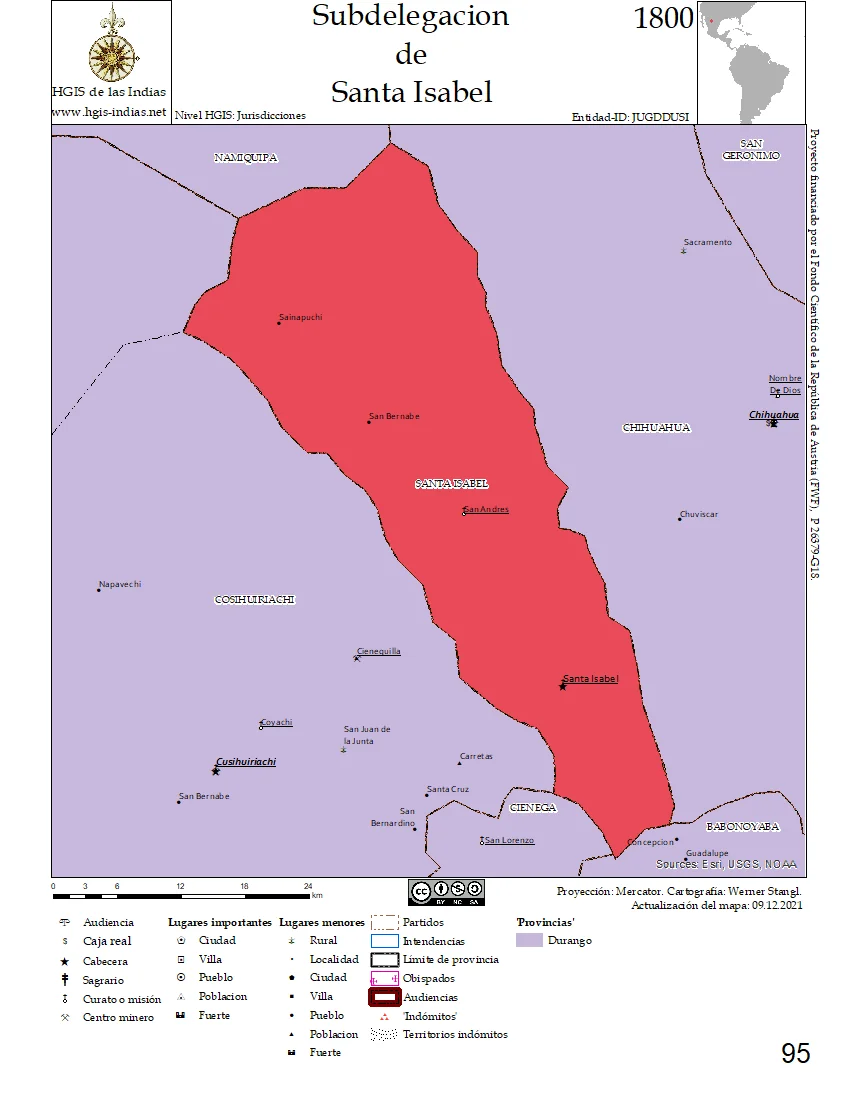 Subdelegacion
de
Santa Isabel
1800
HGIS de las Indias
www.hgis-indias.net
Nivel HGIS: Jurisdicciones
Entidad-ID: JUGDDUSI
NAMIQUIPA
SAN
GERONIMO
Sacramento
Sainapuchi
Nombre
De Dios
Chihuahua
San Bernabe
CHIHUAHUA
SANTA ISABEL
San Andres
Chuviscar
Napavechi
COSIHUIRIACHI
Cieneguilla
Santa Isabel
Coyachi
San Juan de
la Junta
Cusihuiriachi
Carretas
San Bernabe
Santa Cruz
San
Bernardino
CIENEGA
San Lorenzo
BABONOYABA
Concepcion
Guadalupe
Sources: Esri, USGS, NOAA
Proyecto financiado por el Fondo Científico de la República de Austria (FWF), P 26379-G18.
0 3 6 12 18 24
km
CC BY NC SA
Proyección: Mercator. Cartografía: Werner Stangl.
Actualización del mapa: 09.12.2021
Audiencia
$ Caja real
Cabecera
Sagrario
Curato o misión
Centro minero
Lugares importantes
Ciudad
Villa
Pueblo
Poblacion
Fuerte
Lugares menores
Rural
Localidad
Ciudad
Villa
Pueblo
Poblacion
Fuerte
Partidos
Intendencias
Límite de provincia
Obispados
Audiencias
'Indómitos'
Territorios indómitos
'Provincias'
Durango
95